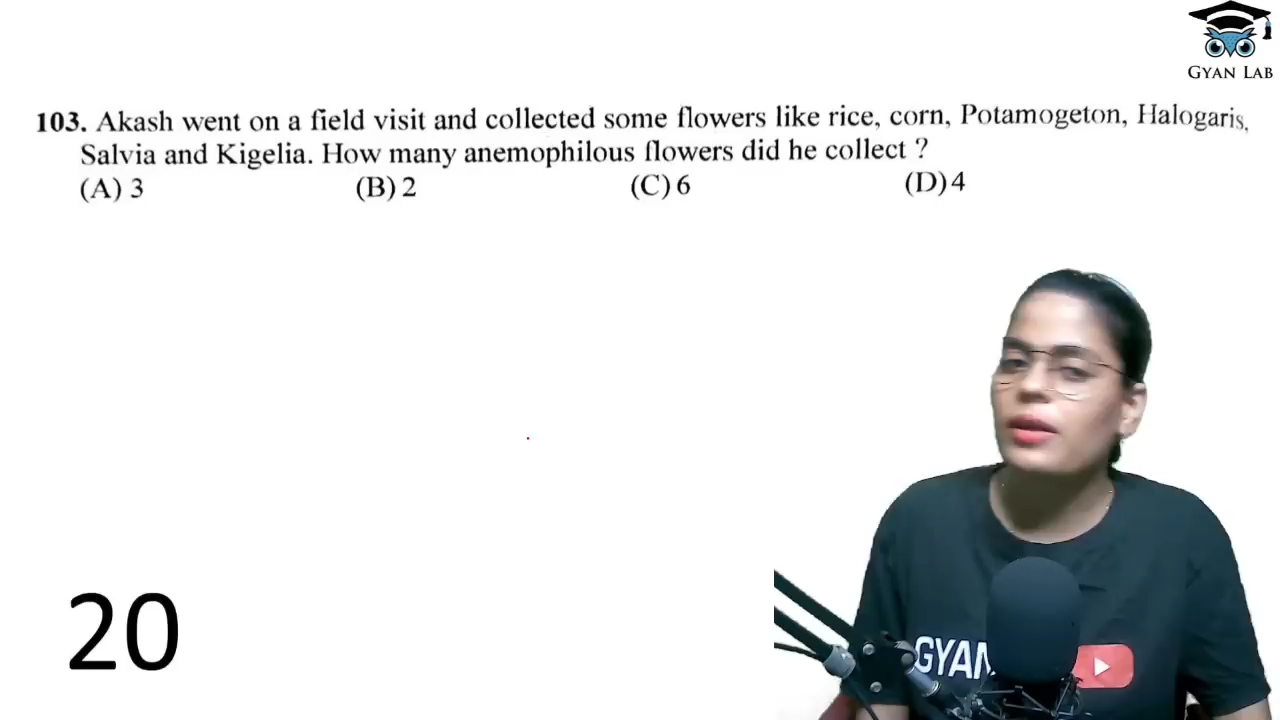 GYAN LAB
103. Akash went on a field visit and collected some flowers like rice, corn, Potamogeton, Halogaris,
Salvia and Kigelia. How many anemophilous flowers did he collect ?
(A) 3 (B) 2 (C) 6 (D) 4
GYAN
20